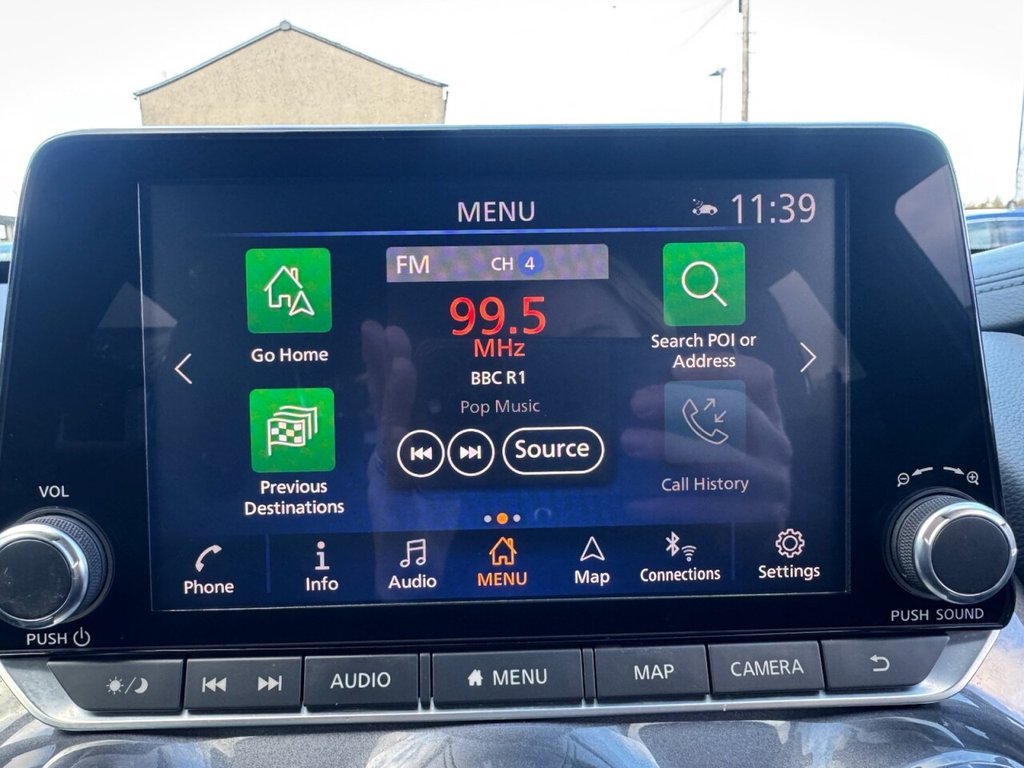 MENU
11:39
Go Home
FM CH 4
99.5
MHz
BBC R1
Pop Music
Source
Search POI or
Address
Previous
Destinations
Call History
VOL
PUSH
Phone
Info
Audio
MENU
Map
Connections
Settings
PUSH SOUND
AUDIO
MENU
MAP
CAMERA